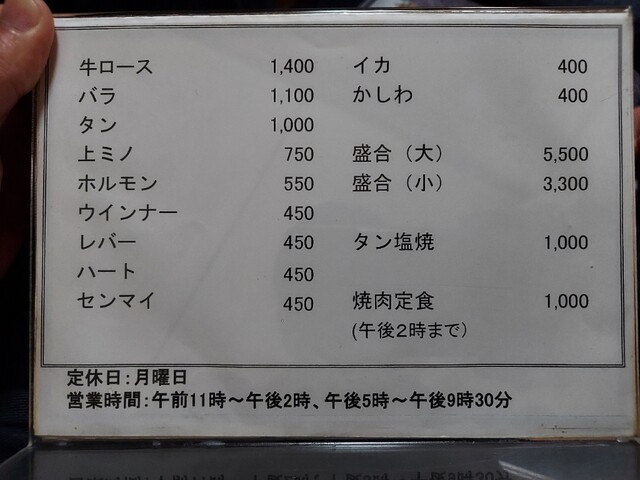 牛ロース 1,400
バラ 1,100
タン 1,000
上ミノ 750
ホルモン 550
ウインナー 450
レバー 450
ハート 450
センマイ 450
イカ 400
かしわ 400
盛合（大） 5,500
盛合（小） 3,300
タン塩焼 1,000
焼肉定食 1,000
(午後２時まで）
定休日：月曜日
営業時間：午前11時～午後2時、午後5時～午後9時30分